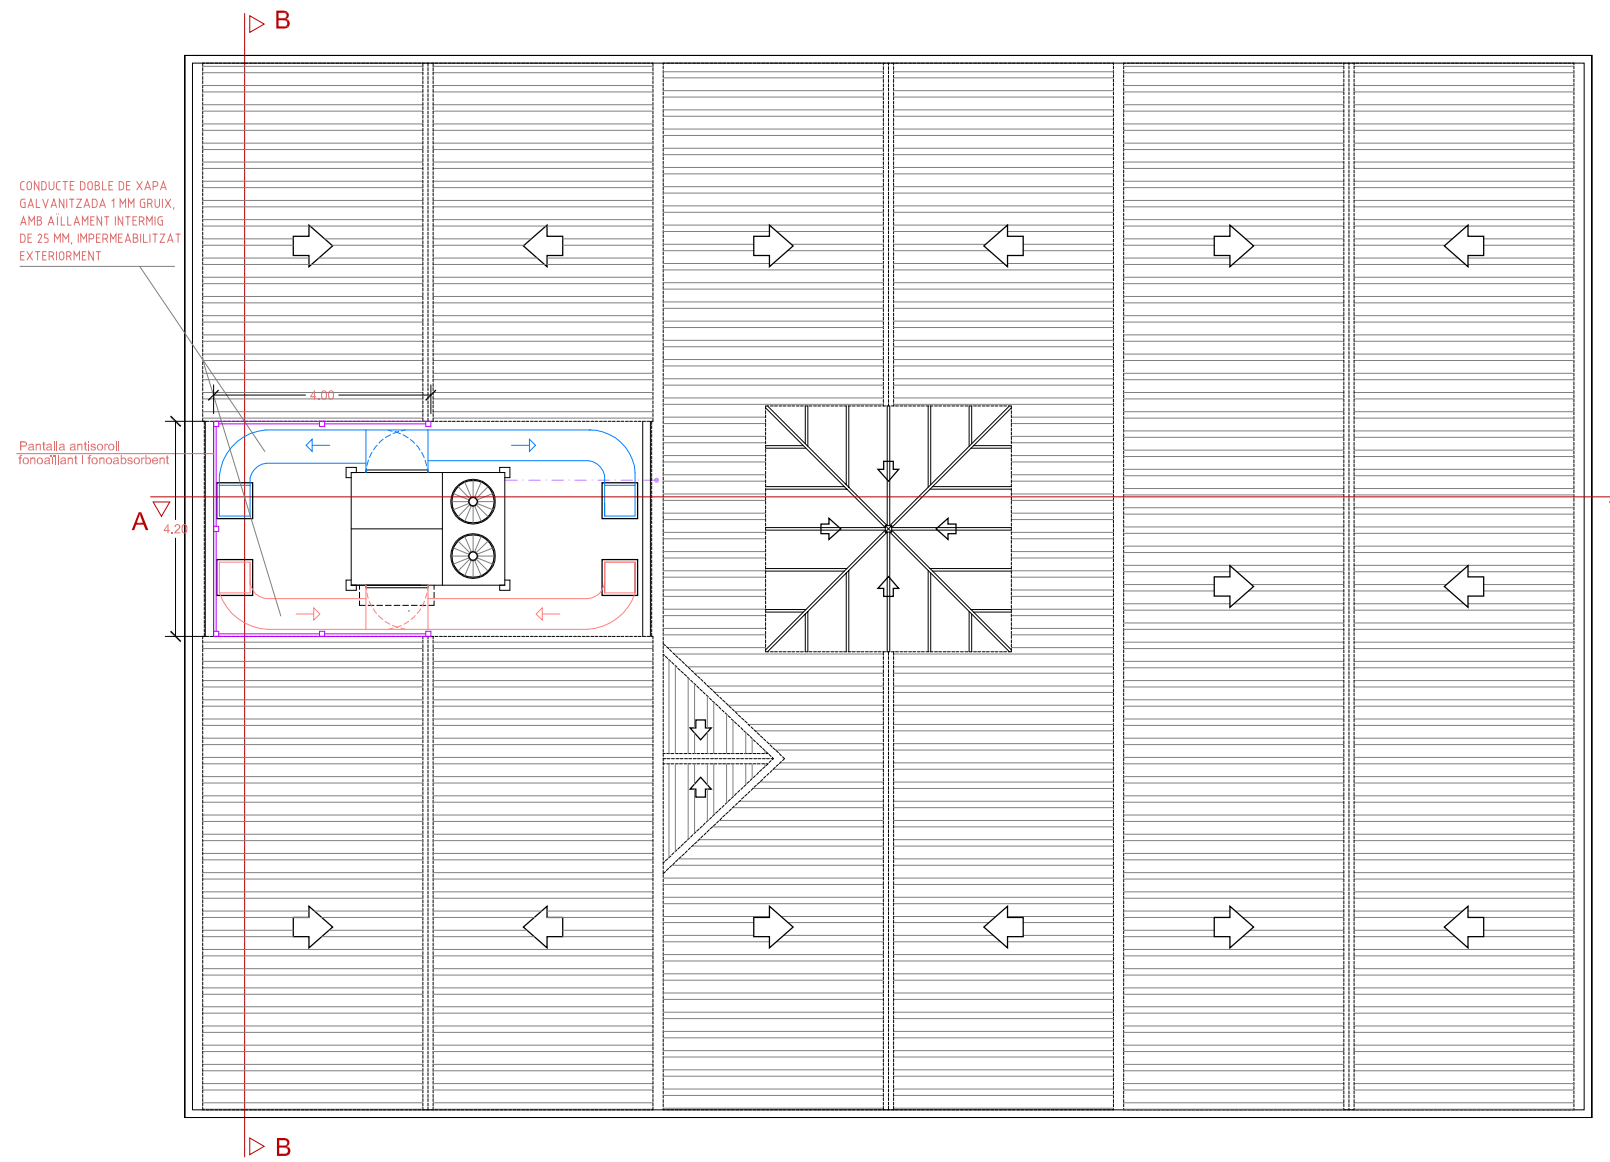 B
CONDUCTE DOBLE DE XAPA
GALVANITZADA 1 MM GRUIX,
AMB AÏLLAMENT INTERMIG
DE 25 MM, IMPERMEABILITZAT
EXTERIORMENT
4.00
Pantalla antisoroll
fonoaïllant i fonoabsorbent
A
4.20
B